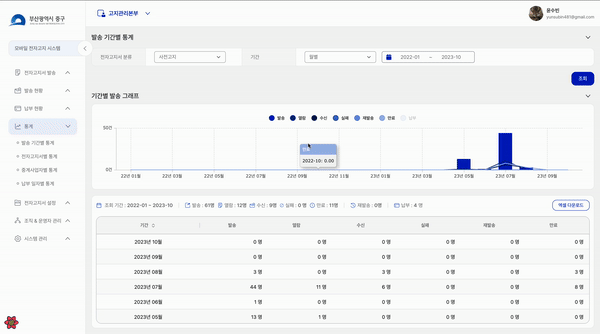 부산광역시 중구
고지관리본부
윤수빈
모바일 전자고지 시스템
전자고지서 발송
발송 현황
납부 현황
통계
발송 기간별 통계
전자고지서별 통계
중계사업자별 통계
납부 일자별 통계
전자고지서 설정
조직 & 운영자 관리
시스템 관리
발송 기간별 통계
전자고지서 분류 사전고지 기간 월별 2022-01 ~ 2023-10
조회
기간별 발송 그래프
발송 열람 수신 실패 재발송 만료 납부
50건
0건
만료
2022-10: 0.00
22년 01월 22년 03월 22년 05월 22년 07월 22년 09월 22년 11월 23년 01월 23년 03월 23년 05월 23년 07월 23년 09월
조회 기간 : 2022-01 ~ 2023-10 발송 : 61명 열람 : 12명 수신 : 9명 실패 : 0 명 만료 : 11명 재발송 : 0명 납부 : 4 명 엑셀 다운로드
기간 발송 열람 수신 실패 재발송 만료
2023년 10월 0 명 0 명 0 명 0 명 0 명 0 명
2023년 09월 0 명 0 명 0 명 0 명 0 명 0 명
2023년 08월 3 명 0 명 3 명 0 명 0 명 3 명
2023년 07월 44 명 11 명 6 명 0 명 0 명 8 명
2023년 06월 1 명 0 명 0 명 0 명 0 명 0 명
2023년 05월 13 명 1 명 0 명 0 명 0 명